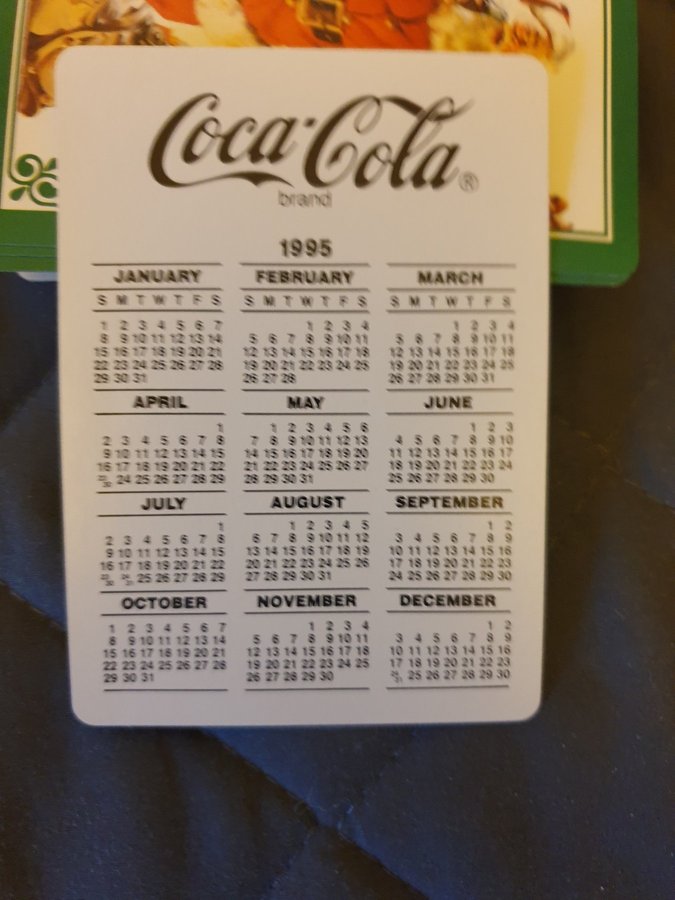 Coca-Cola®
brand
1995
JANUARY
S M T W T F S
1 2 3 4 5 6 7
8 9 10 11 12 13 14
15 16 17 18 19 20 21
22 23 24 25 26 27 28
29 30 31
FEBRUARY
S M T W T F S
1 2 3 4
5 6 7 8 9 10 11
12 13 14 15 16 17 18
19 20 21 22 23 24 25
26 27 28
MARCH
S M T W T F S
1 2 3 4
5 6 7 8 9 10 11
12 13 14 15 16 17 18
19 20 21 22 23 24 25
26 27 28 29 30 31
APRIL
1
2 3 4 5 6 7 8
9 10 11 12 13 14 15
16 17 18 19 20 21 22
23/30 24 25 26 27 28 29
MAY
1 2 3 4 5 6
7 8 9 10 11 12 13
14 15 16 17 18 19 20
21 22 23 24 25 26 27
28 29 30 31
JUNE
1 2 3
4 5 6 7 8 9 10
11 12 13 14 15 16 17
18 19 20 21 22 23 24
25 26 27 28 29 30
JULY
1
2 3 4 5 6 7 8
9 10 11 12 13 14 15
16 17 18 19 20 21 22
23/30 24/31 25 26 27 28 29
AUGUST
1 2 3 4 5
6 7 8 9 10 11 12
13 14 15 16 17 18 19
20 21 22 23 24 25 26
27 28 29 30 31
SEPTEMBER
1 2
3 4 5 6 7 8 9
10 11 12 13 14 15 16
17 18 19 20 21 22 23
24 25 26 27 28 29 30
OCTOBER
1 2 3 4 5 6 7
8 9 10 11 12 13 14
15 16 17 18 19 20 21
22 23 24 25 26 27 28
29 30 31
NOVEMBER
1 2 3 4
5 6 7 8 9 10 11
12 13 14 15 16 17 18
19 20 21 22 23 24 25
26 27 28 29 30
DECEMBER
1 2
3 4 5 6 7 8 9
10 11 12 13 14 15 16
17 18 19 20 21 22 23
24/31 25 26 27 28 29 30